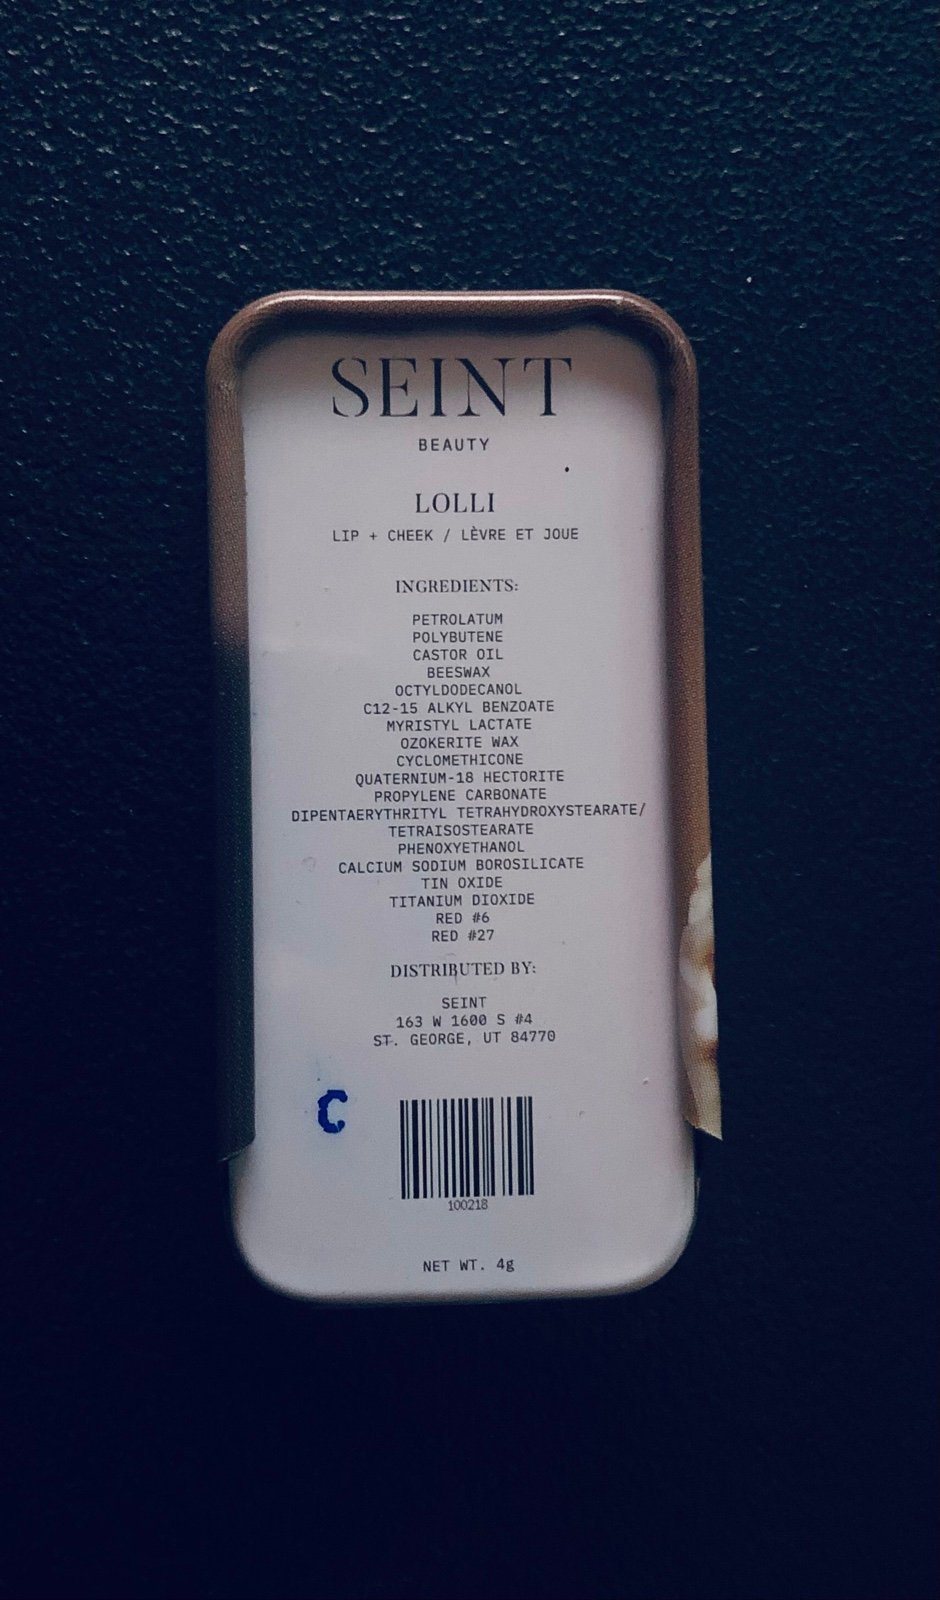 SEINT
BEAUTY
LOLLI
LIP + CHEEK / LÈVRE ET JOUE
INGREDIENTS:
PETROLATUM
POLYBUTENE
CASTOR OIL
BEESWAX
OCTYLDODECANOL
C12-15 ALKYL BENZOATE
MYRISTYL LACTATE
OZOKERITE WAX
CYCLOMETHICONE
QUATERNIUM-18 HECTORITE
PROPYLENE CARBONATE
DIPENTAERYTHRITYL TETRAHYDROXYSTEARATE/
TETRAISOSTEARATE
PHENOXYETHANOL
CALCIUM SODIUM BOROSILICATE
TIN OXIDE
TITANIUM DIOXIDE
RED #6
RED #27
DISTRIBUTED BY:
SEINT
163 W 1600 S #4
ST. GEORGE, UT 84770
C
100218
NET WT. 4g